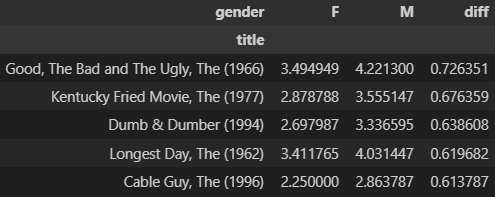 gender F M diff
title
Good, The Bad and The Ugly, The (1966) 3.494949 4.221300 0.726351
Kentucky Fried Movie, The (1977) 2.878788 3.555147 0.676359
Dumb & Dumber (1994) 2.697987 3.336595 0.638608
Longest Day, The (1962) 3.411765 4.031447 0.619682
Cable Guy, The (1996) 2.250000 2.863787 0.613787